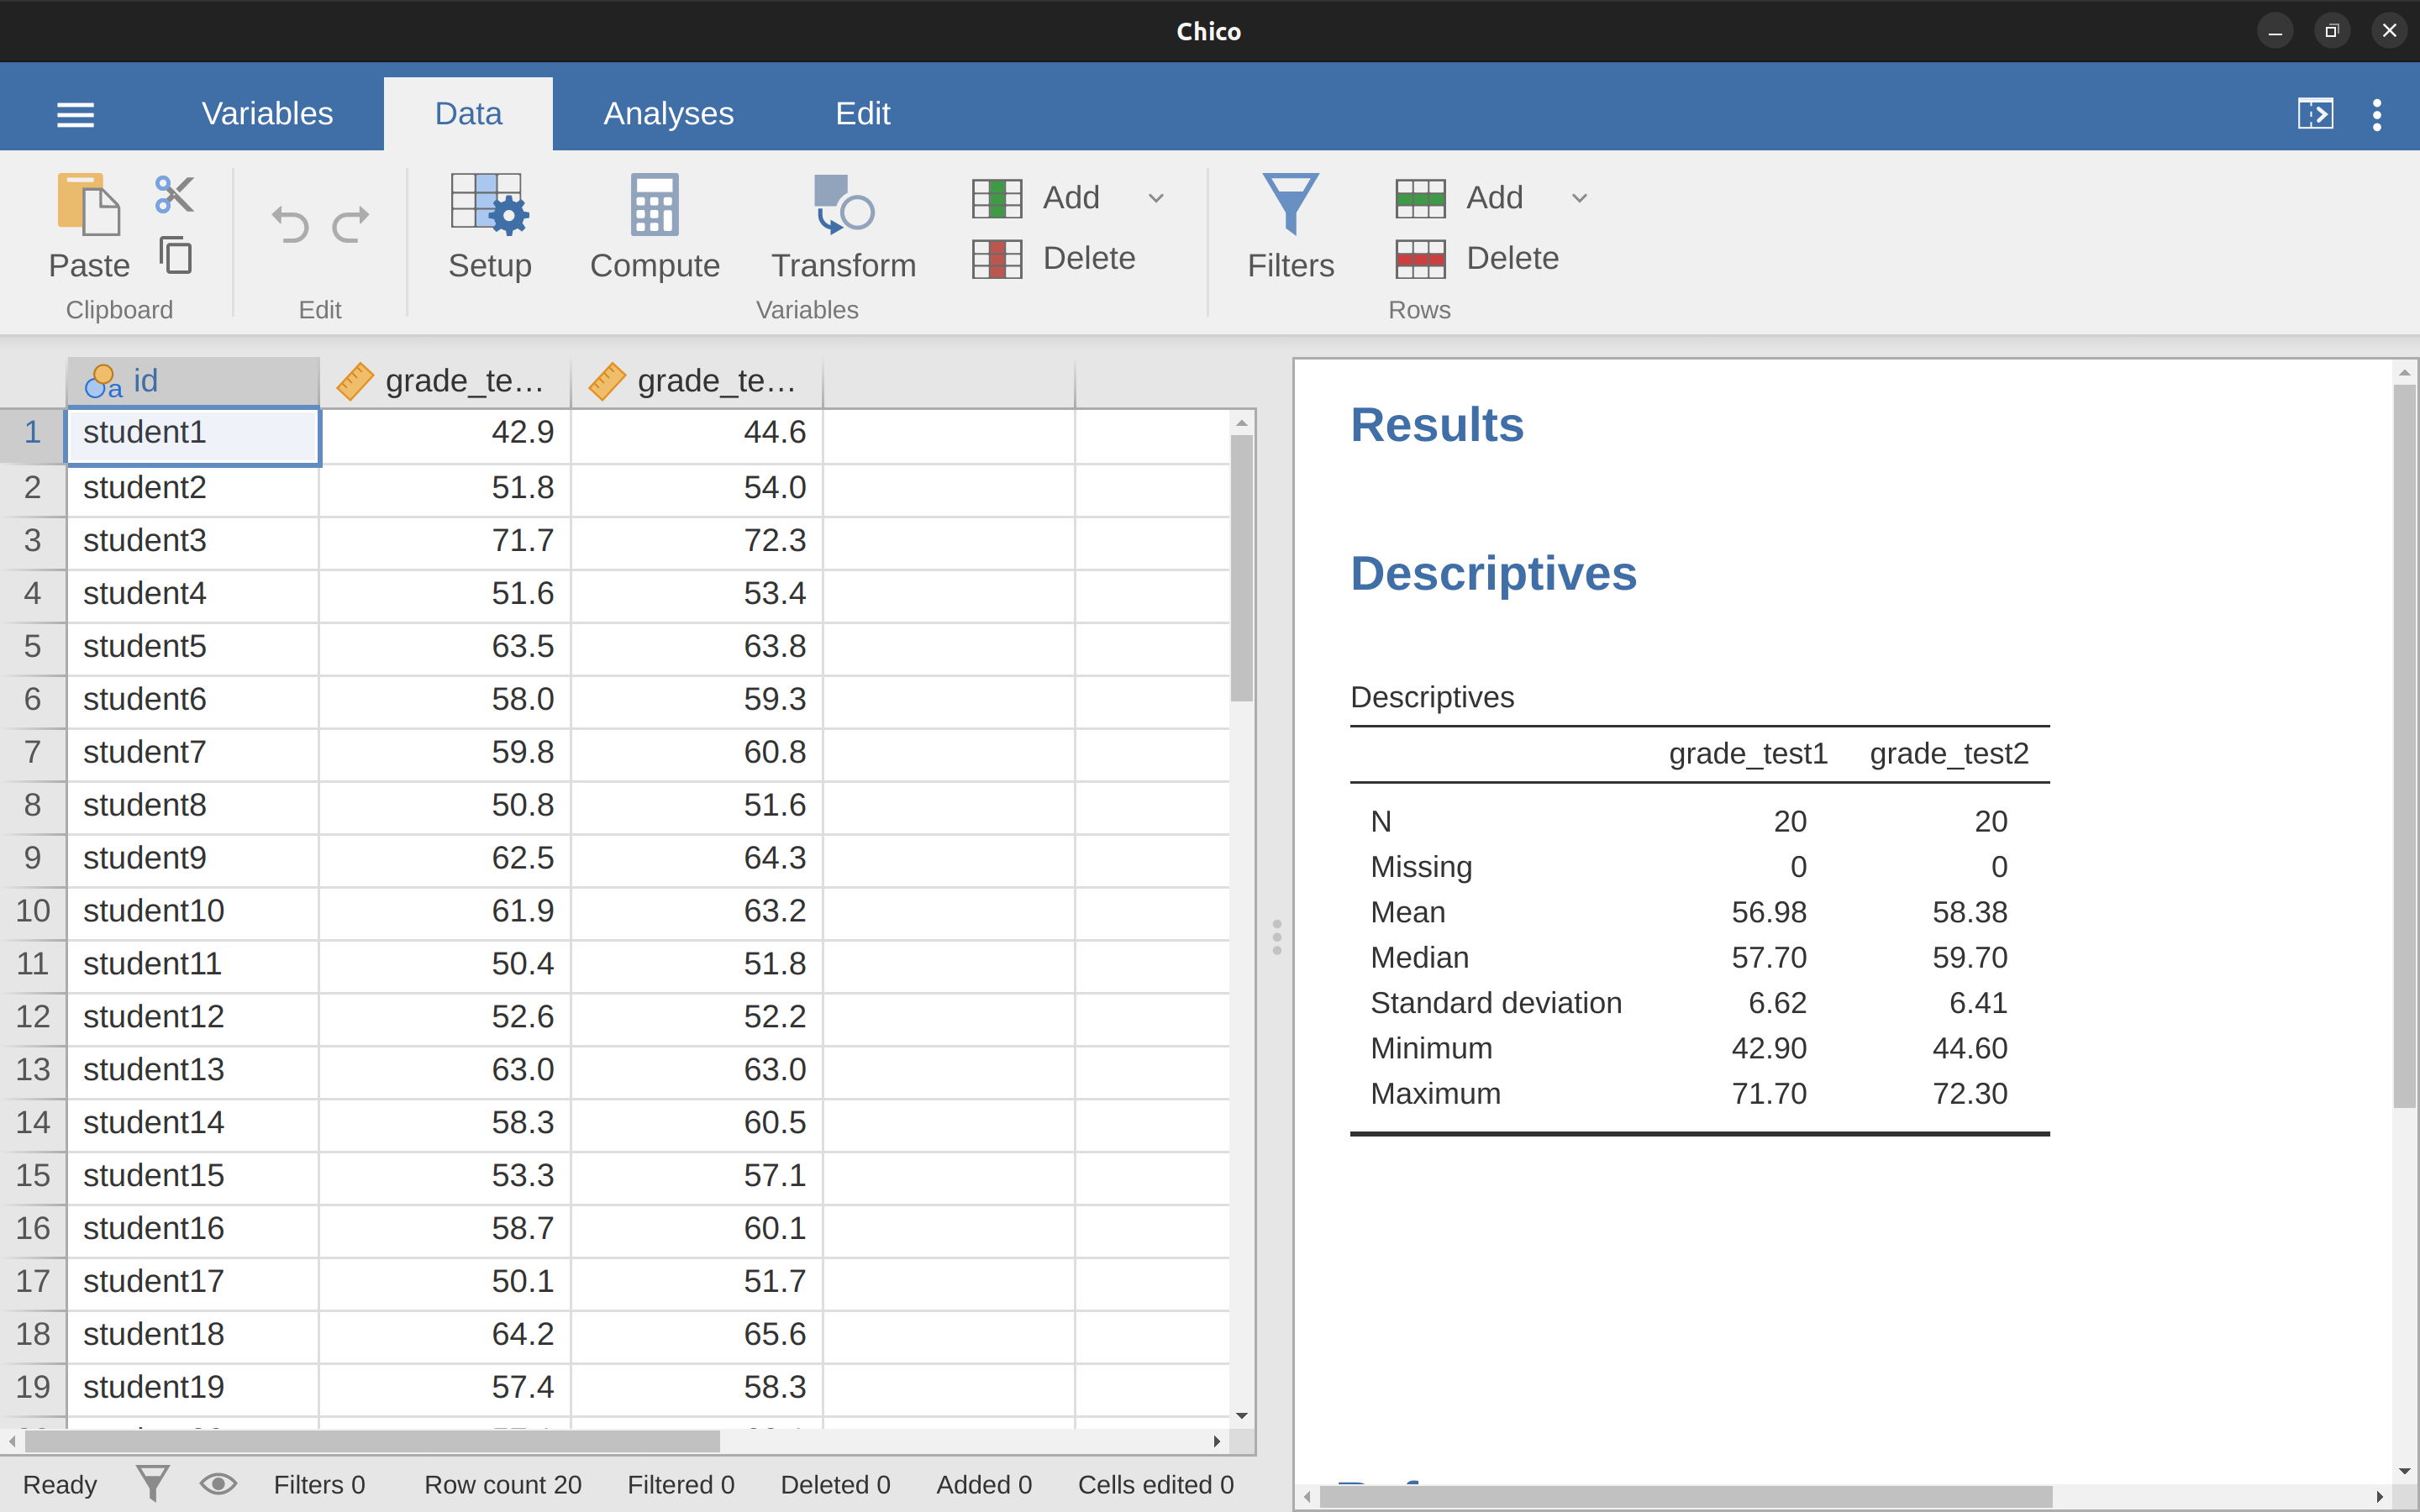 Chico
Variables Data Analyses Edit
Paste Setup Compute Transform Add Delete Filters Add Delete
Clipboard Edit Variables Rows
a id grade_te... grade_te...
1 student1 42.9 44.6
2 student2 51.8 54.0
3 student3 71.7 72.3
4 student4 51.6 53.4
5 student5 63.5 63.8
6 student6 58.0 59.3
7 student7 59.8 60.8
8 student8 50.8 51.6
9 student9 62.5 64.3
10 student10 61.9 63.2
11 student11 50.4 51.8
12 student12 52.6 52.2
13 student13 63.0 63.0
14 student14 58.3 60.5
15 student15 53.3 57.1
16 student16 58.7 60.1
17 student17 50.1 51.7
18 student18 64.2 65.6
19 student19 57.4 58.3
Ready Filters 0 Row count 20 Filtered 0 Deleted 0 Added 0 Cells edited 0
Results
Descriptives
Descriptives
grade_test1 grade_test2
N 20 20
Missing 0 0
Mean 56.98 58.38
Median 57.70 59.70
Standard deviation 6.62 6.41
Minimum 42.90 44.60
Maximum 71.70 72.30